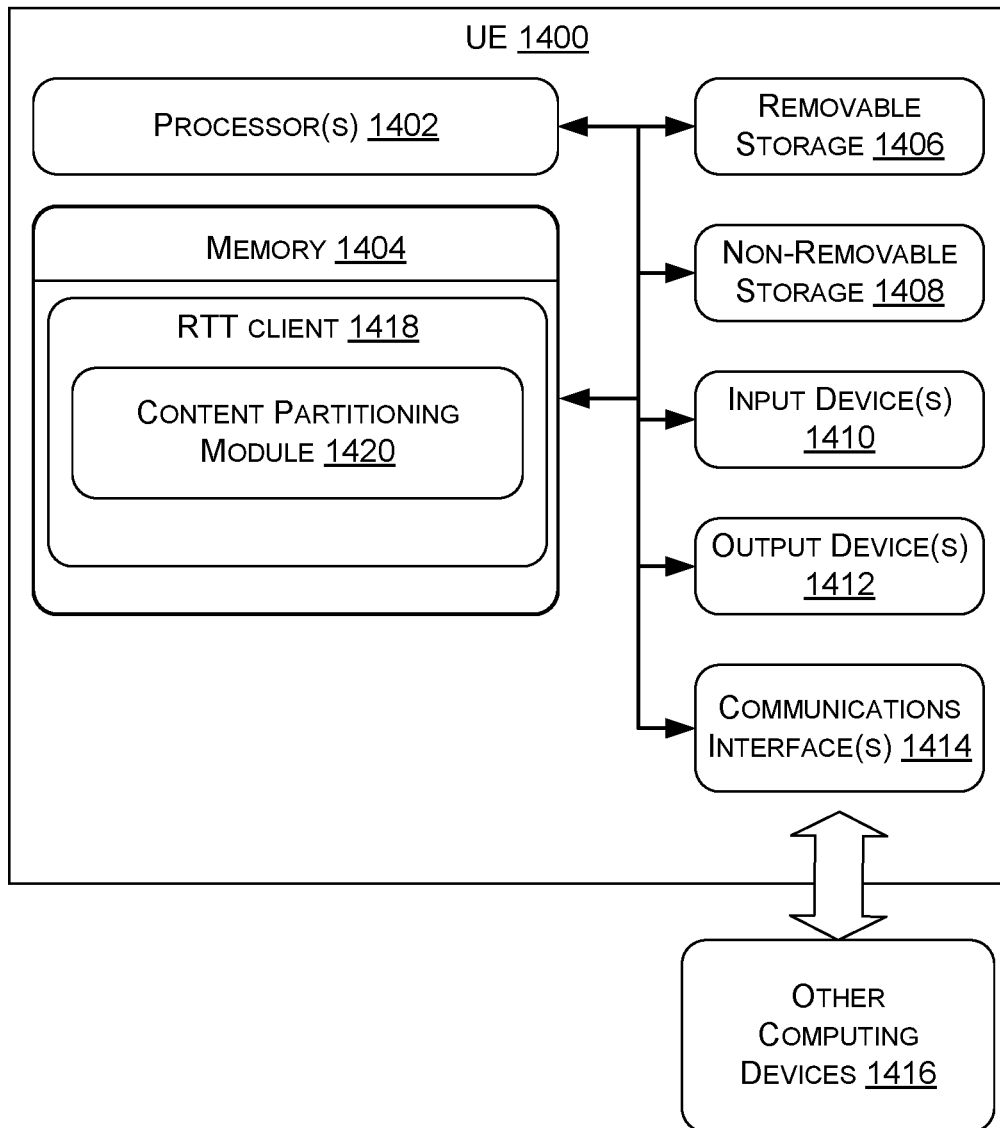 UE 1400
PROCESSOR(S) 1402
MEMORY 1404
RTT CLIENT 1418
CONTENT PARTITIONING
MODULE 1420
REMOVABLE
STORAGE 1406
NON-REMOVABLE
STORAGE 1408
INPUT DEVICE(S)
1410
OUTPUT DEVICE(S)
1412
COMMUNICATIONS
INTERFACE(S) 1414
OTHER
COMPUTING
DEVICES 1416